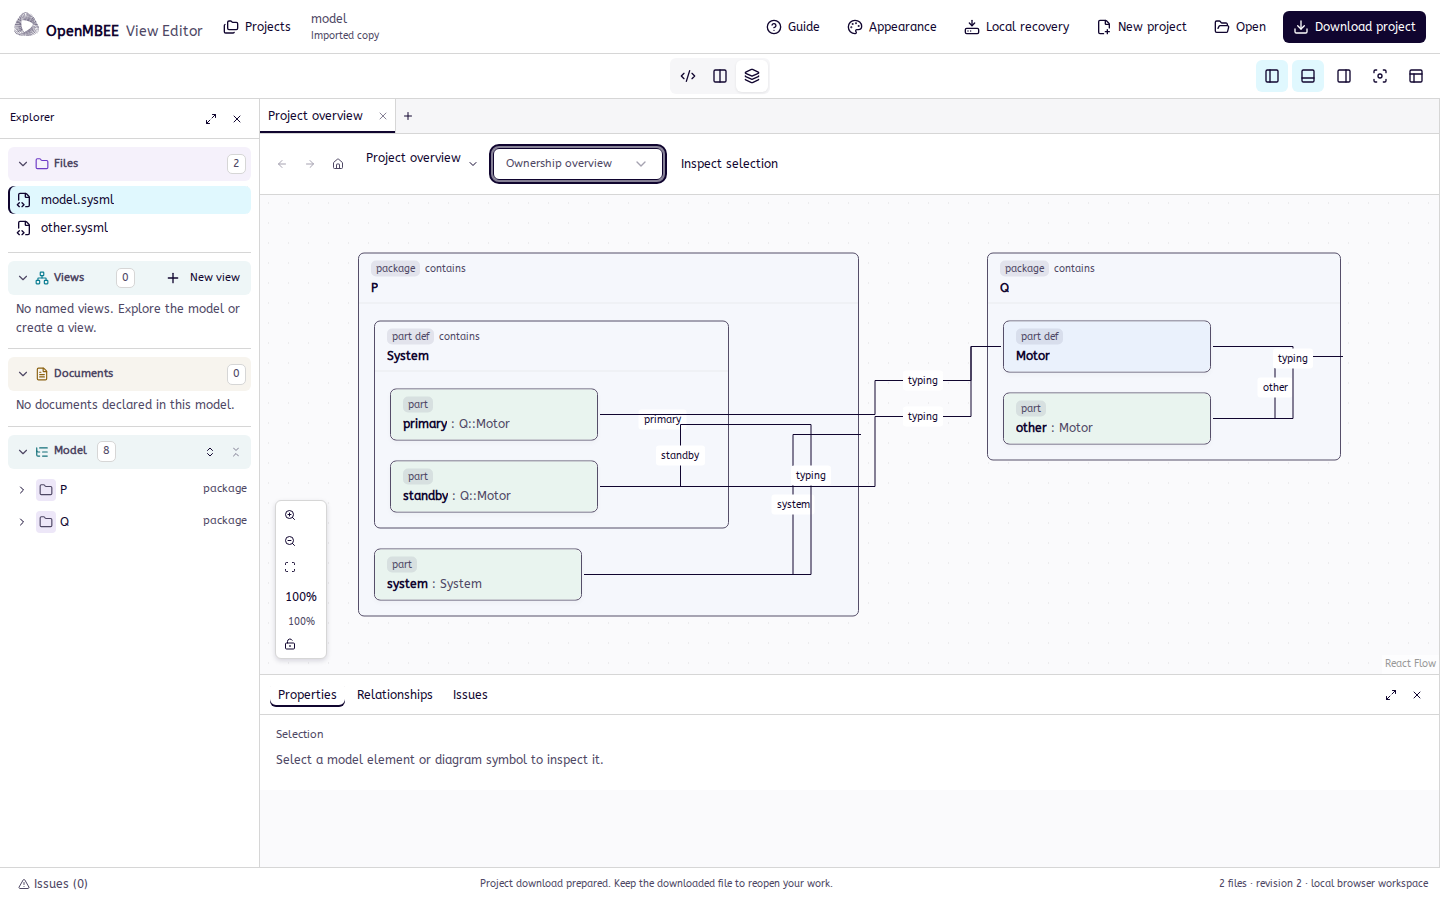 OpenMBEE View Editor
Projects
model
Imported copy
Guide
Appearance
Local recovery
New project
Open
Download project
Explorer
Project overview
Files 2
model.sysml
other.sysml
Views 0 New view
No named views. Explore the model or
create a view.
Documents 0
No documents declared in this model.
Model 8
P package
Q package
Project overview
Ownership overview
Inspect selection
package contains
P
part def contains
System
part
primary : Q::Motor
part
standby : Q::Motor
part
system : System
primary
standby
typing
system
typing
typing
package contains
Q
part def
Motor
part
other : Motor
typing
other
100%
100%
React Flow
Properties
Relationships
Issues
Selection
Select a model element or diagram symbol to inspect it.
Issues (0)
Project download prepared. Keep the downloaded file to reopen your work.
2 files · revision 2 · local browser workspace